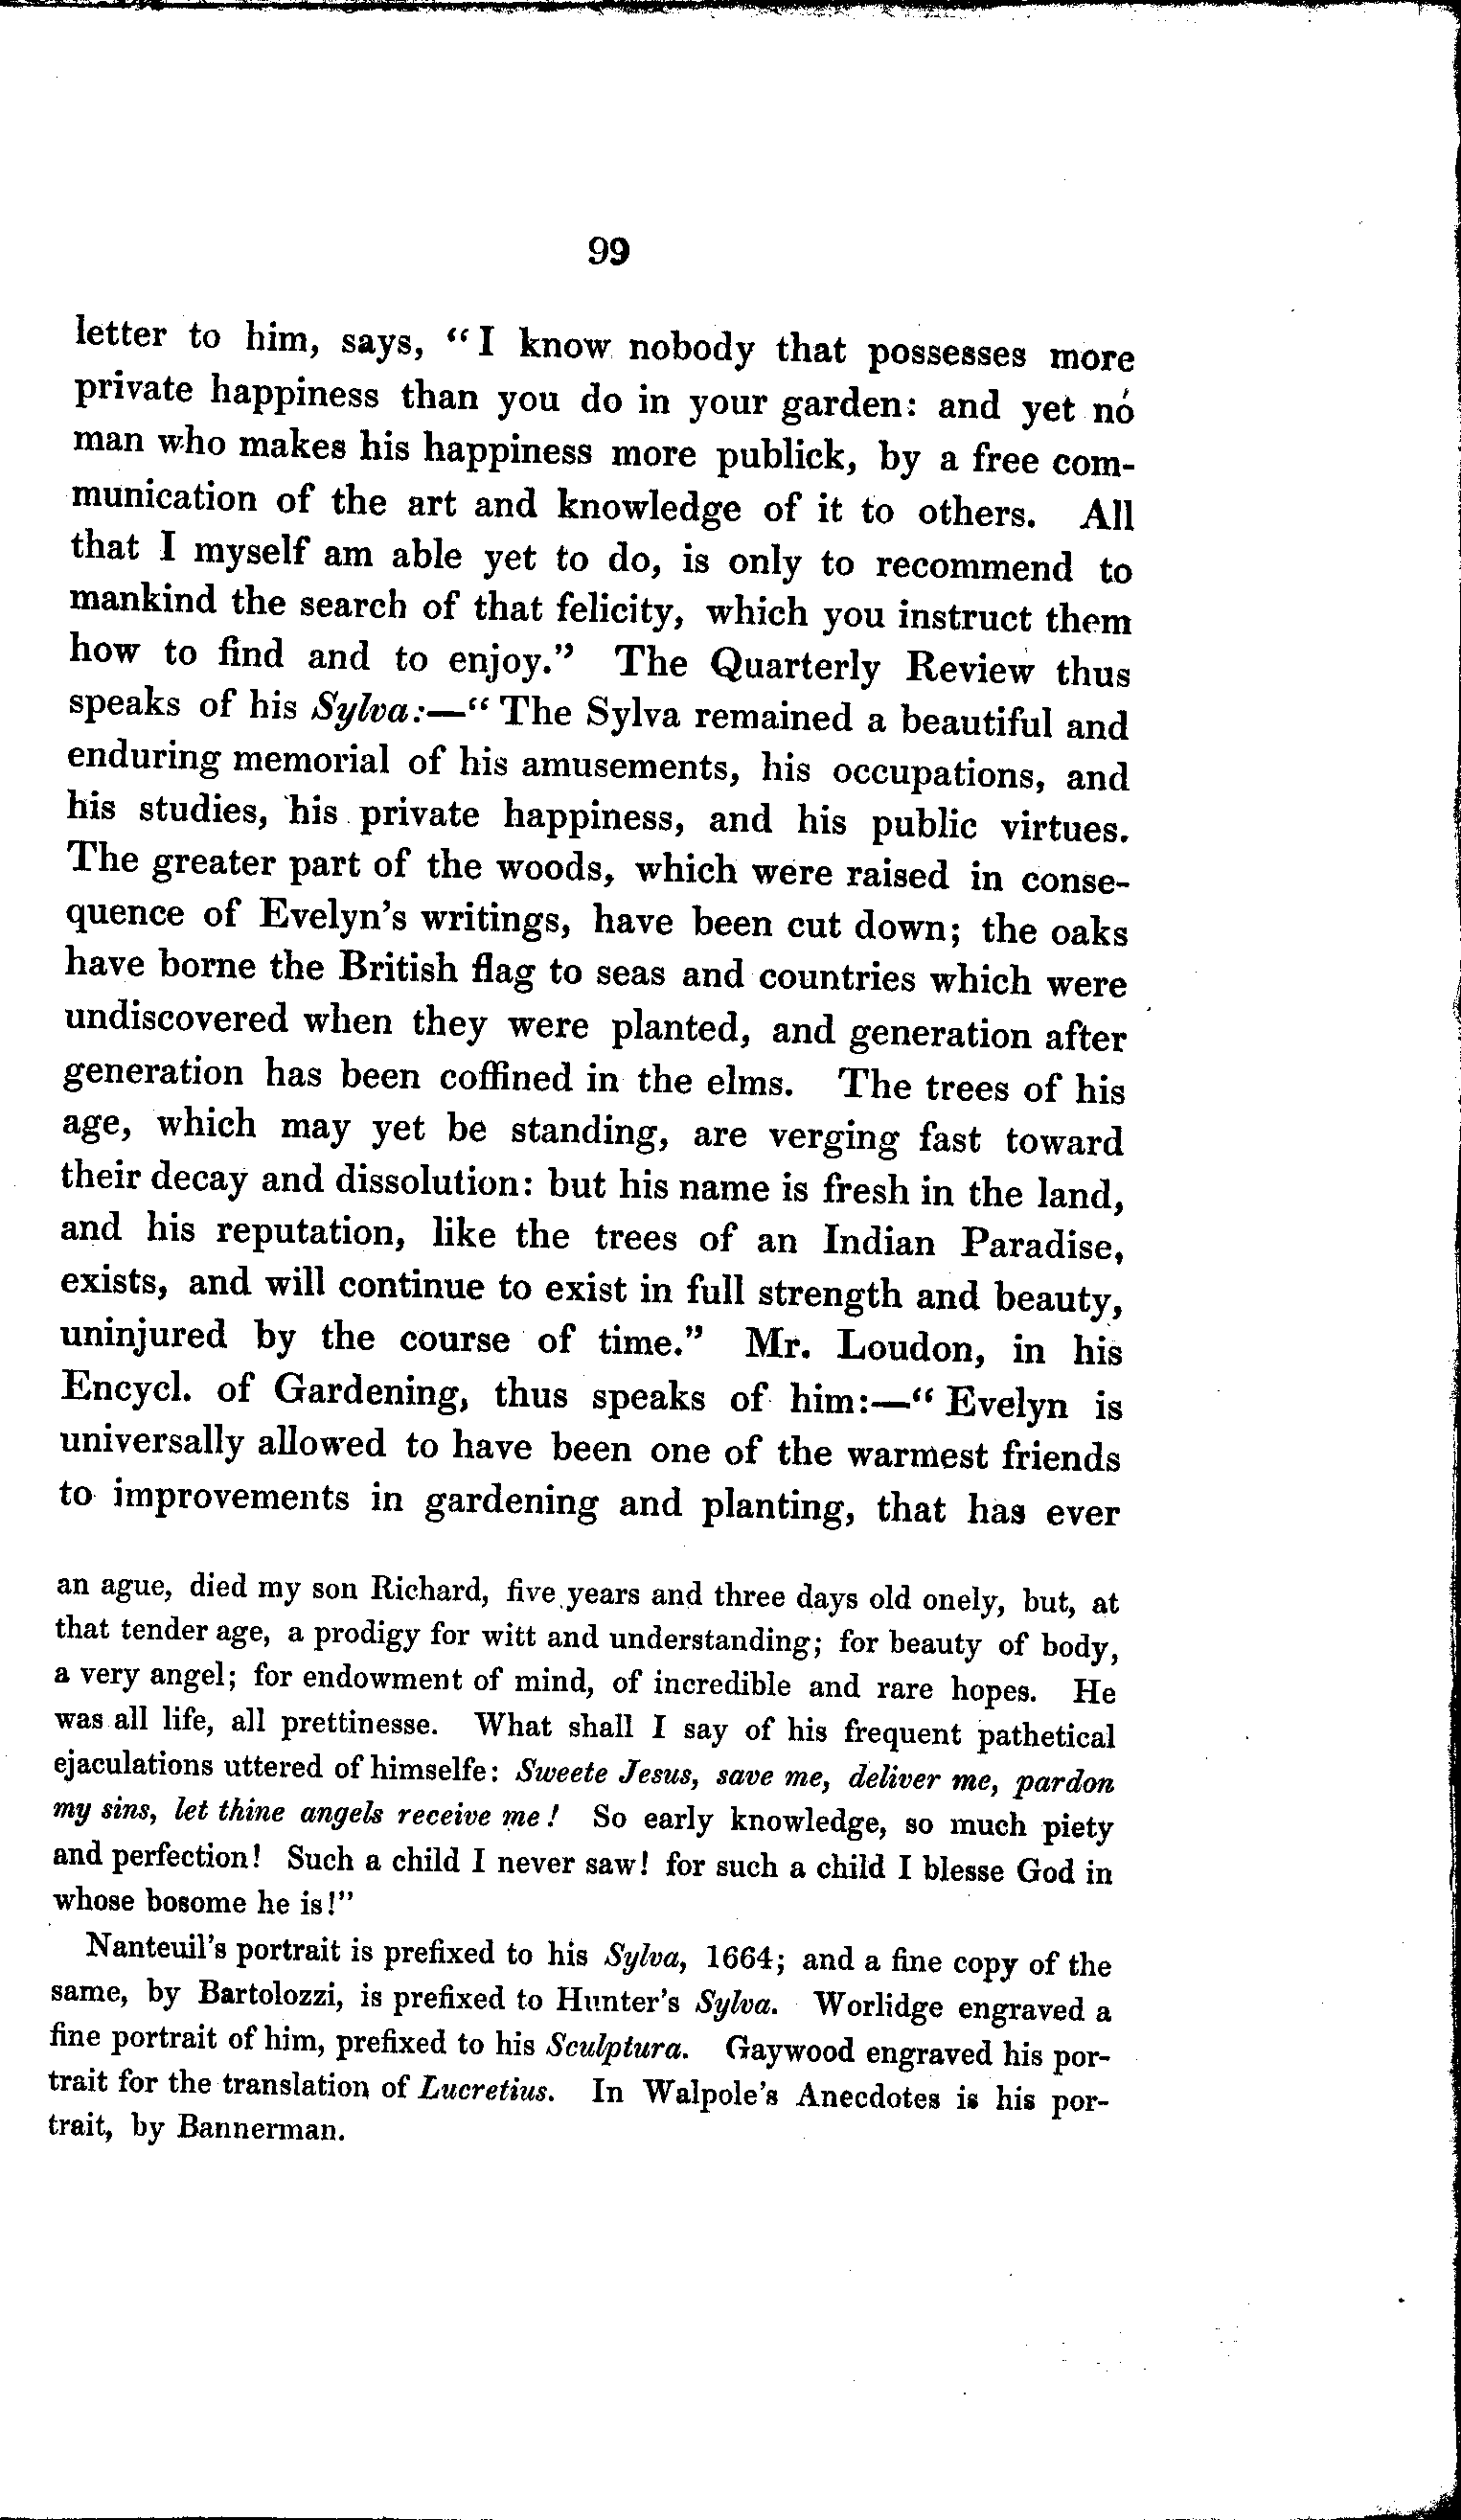 99
letter to him, says, “I know nobody that possesses more
private happiness than you do in your garden: and yet no
man who makes his happiness more publick, by a free com-
munication of the art and knowledge of it to others. All
that I myself am able yet to do, is only to recommend to
mankind the search of that felicity, which you instruct them
how to find and to enjoy.” The Quarterly Review thus
speaks of his Sylva:—“ The Sylva remained a beautiful and
enduring memorial of his amusements, his occupations, and
his studies, his private happiness, and his public virtues.
The greater part of the woods, which were raised in conse-
quence of Evelyn’s writings, have been cut down; the oaks
have borne the British flag to seas and countries which were
undiscovered when they were planted, and generation after
generation has been coffined in the elms. The trees of his
age, which may yet be standing, are verging fast toward
their decay and dissolution: but his name is fresh in the land,
and his reputation, like the trees of an Indian Paradise,
exists, and will continue to exist in full strength and beauty,
uninjured by the course of time.” Mr. Loudon, in his
Encycl. of Gardening, thus speaks of him:—“ Evelyn is
universally allowed to have been one of the warmest friends
to improvements in gardening and planting, that has ever
an ague, died my son Richard, five years and three days old onely, but, at
that tender age, a prodigy for witt and understanding; for beauty of body,
a very angel; for endowment of mind, of incredible and rare hopes. He
was all life, all prettinesse. What shall I say of his frequent pathetical
ejaculations uttered of himselfe: Sweete Jesus, save me, deliver me, pardon
my sins, let thine angels receive me! So early knowledge, so much piety
and perfection! Such a child I never saw! for such a child I blesse God in
whose bosome he is!”
Nanteuil’s portrait is prefixed to his Sylva, 1664; and a fine copy of the
same, by Bartolozzi, is prefixed to Hunter’s Sylva. Worlidge engraved a
fine portrait of him, prefixed to his Sculptura. Gaywood engraved his por-
trait for the translation of Lucretius. In Walpole’s Anecdotes is his por-
trait, by Bannerman.